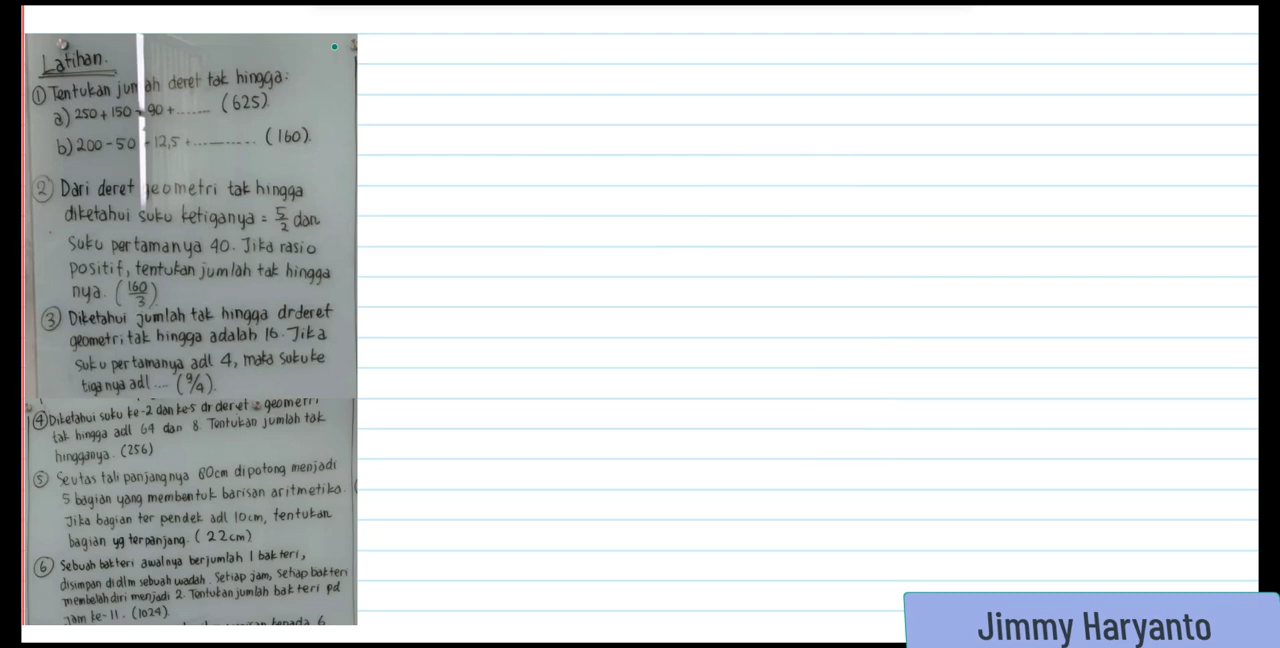 Latihan.
① Tentukan jumlah deret tak hingga:
a) 250 + 150 + 90 + ....... (625).
b) 200 - 50 + 12,5 + ........... (160).
② Dari deret geometri tak hingga
diketahui suku ketiganya = 5/2 dan
suku pertamanya 40. Jika rasio
positif, tentukan jumlah tak hingga
nya. (160/3)
③ Diketahui jumlah tak hingga dr deret
geometri tak hingga adalah 16. Jika
suku pertamanya adl 4, maka suku ke
tiga nya adl .... (9/4).
④ Diketahui suku ke-2 dan ke-5 dr deret geometri
tak hingga adl 64 dan 8. Tentukan jumlah tak
hingganya. (256)
⑤ Seutas tali panjangnya 80cm dipotong menjadi
5 bagian yang membentuk barisan aritmetika.
Jika bagian ter pendek adl 10cm, tentukan
bagian yg terpanjang. (22cm)
⑥ Sebuah bakteri awalnya berjumlah 1 bakteri,
disimpan didlm sebuah wadah. Setiap jam, setiap bakteri
membelah diri menjadi 2. Tentukan jumlah bakteri pd
jam ke-11. (1024).
kepada 6
Jimmy Haryanto